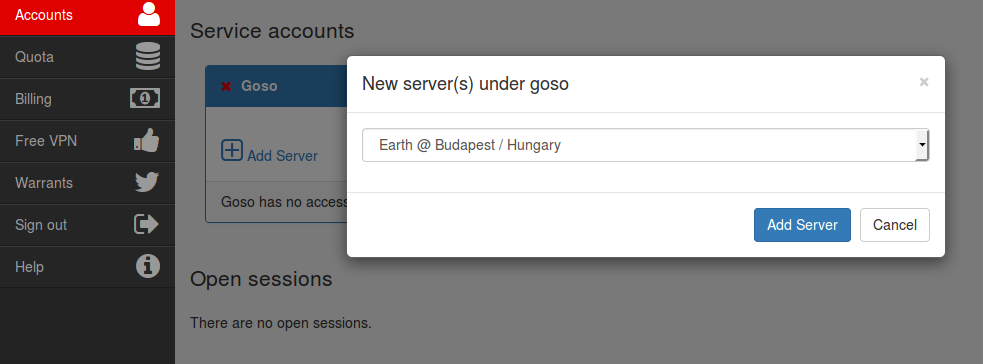 Accounts
Quota
Billing
Free VPN
Warrants
Sign out
Help
Service accounts
Goso
Add Server
Goso has no access
Open sessions
There are no open sessions.
New server(s) under goso
×
Earth @ Budapest / Hungary
Add Server
Cancel